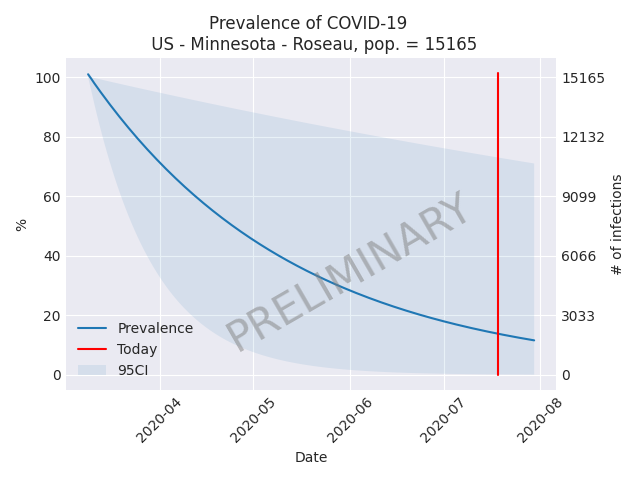 Prevalence of COVID-19
US - Minnesota - Roseau, pop. = 15165
100
80
60
40
20
0
%
15165
12132
9099
6066
3033
0
# of infections
PRELIMINARY
Prevalence
Today
95CI
2020-04
2020-05
2020-06
2020-07
2020-08
Date